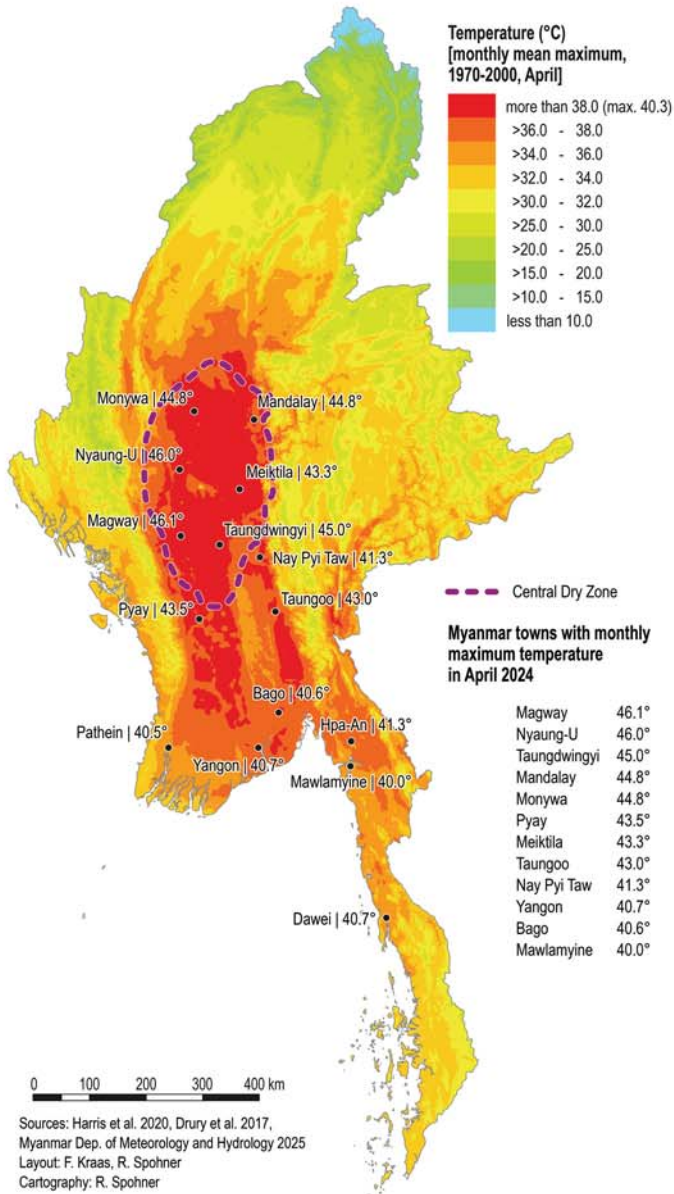 Temperature (°C)
[monthly mean maximum,
1970-2000, April]
more than 38.0 (max. 40.3)
>36.0 - 38.0
>34.0 - 36.0
>32.0 - 34.0
>30.0 - 32.0
>25.0 - 30.0
>20.0 - 25.0
>15.0 - 20.0
>10.0 - 15.0
less than 10.0
Monywa | 44.8°
Mandalay | 44.8°
Nyaung-U | 46.0°
Meiktila | 43.3°
Magway | 46.1°
Taungdwingyi | 45.0°
Nay Pyi Taw | 41.3°
Pyay | 43.5°
Taungoo | 43.0°
Bago | 40.6°
Hpa-An | 41.3°
Pathein | 40.5°
Yangon | 40.7°
Mawlamyine | 40.0°
Dawei | 40.7°
Central Dry Zone
Myanmar towns with monthly
maximum temperature
in April 2024
Magway 46.1°
Nyaung-U 46.0°
Taungdwingyi 45.0°
Mandalay 44.8°
Monywa 44.8°
Pyay 43.5°
Meiktila 43.3°
Taungoo 43.0°
Nay Pyi Taw 41.3°
Yangon 40.7°
Bago 40.6°
Mawlamyine 40.0°
0 100 200 330 400 km
Sources: Harris et al. 2020, Drury et al. 2017,
Myanmar Dep. of Meteorology and Hydrology 2025
Layout: F. Kraas, R. Spohner
Cartography: R. Spohner